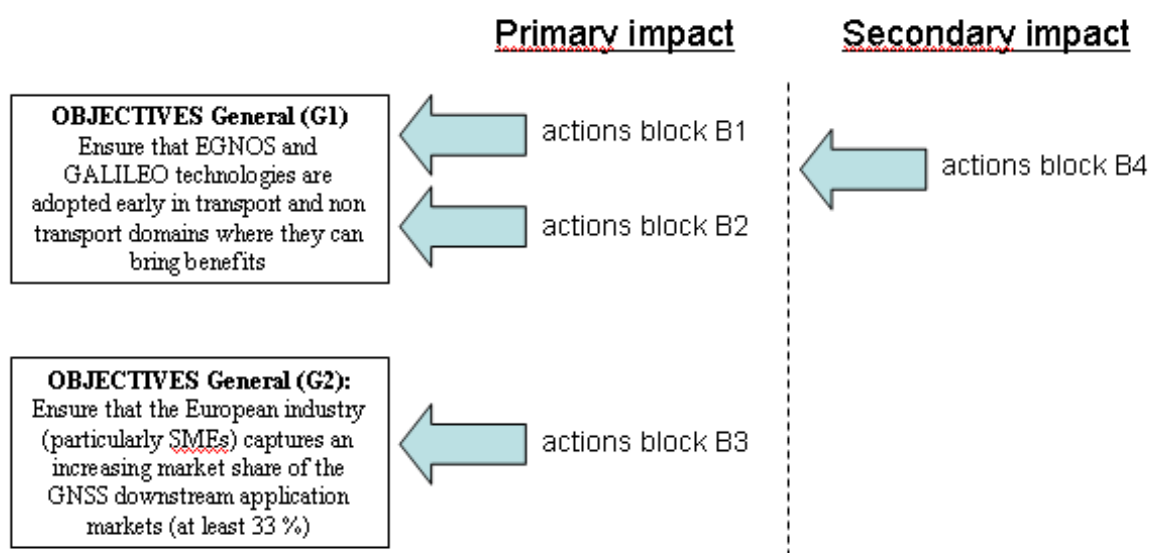 Primary impact
Secondary impact
OBJECTIVES General (G1)
Ensure that EGNOS and
GALILEO technologies are
adopted early in transport and non
transport domains where they can
bring benefits
actions block B1
actions block B2
actions block B4
OBJECTIVES General (G2):
Ensure that the European industry
(particularly SMEs) captures an
increasing market share of the
GNSS downstream application
markets (at least 33 %)
actions block B3